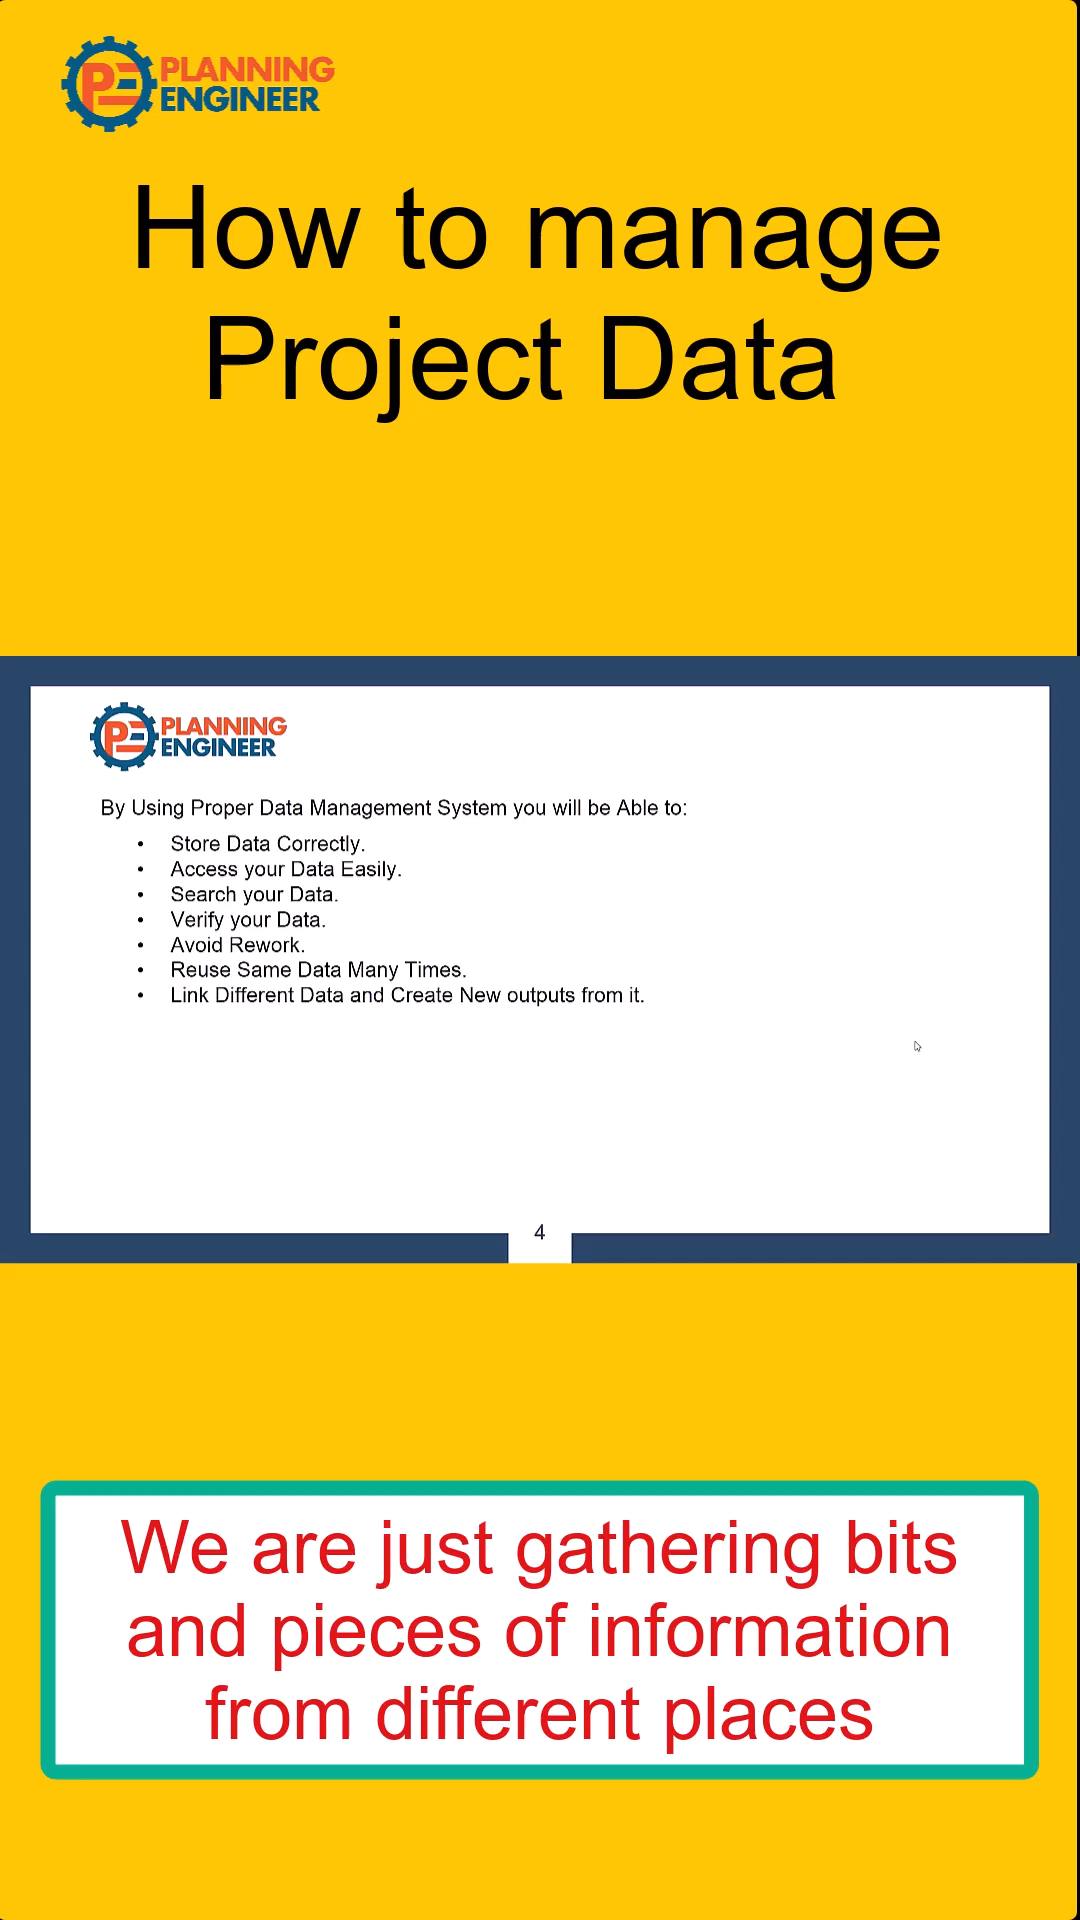 PLANNING
ENGINEER
How to manage
Project Data
PLANNING
ENGINEER
By Using Proper Data Management System you will be Able to:
• Store Data Correctly.
• Access your Data Easily.
• Search your Data.
• Verify your Data.
• Avoid Rework.
• Reuse Same Data Many Times.
• Link Different Data and Create New outputs from it.
4
We are just gathering bits
and pieces of information
from different places